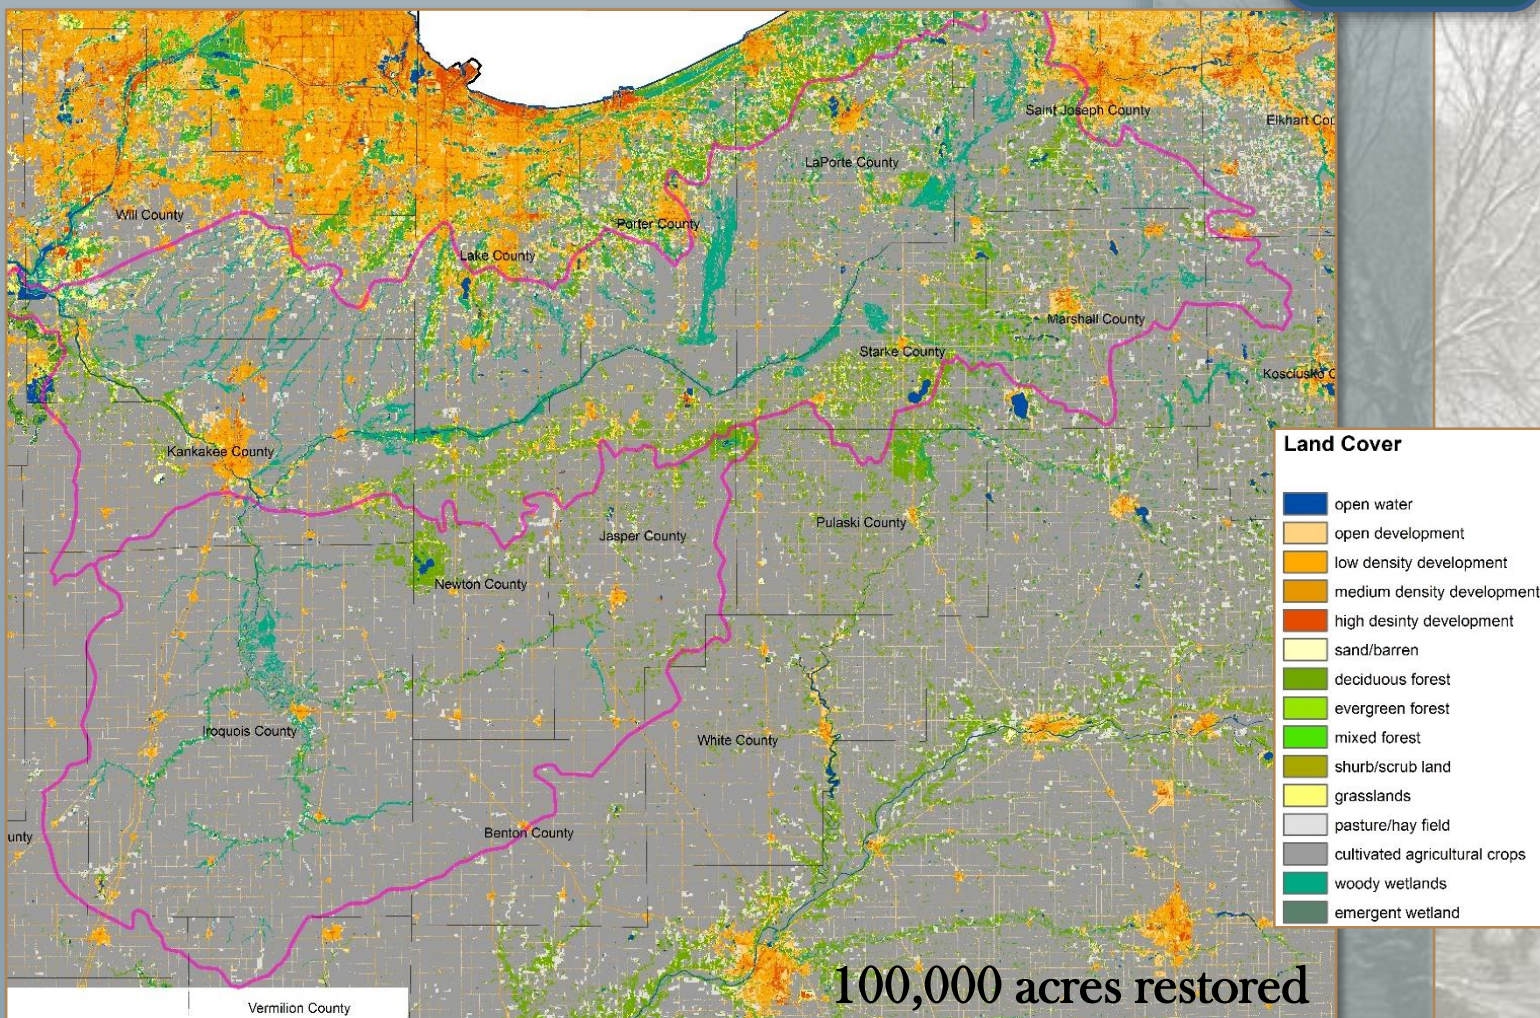 Saint Joseph County
Elkhart Cou
LaPorte County
Will County
Porter County
Lake County
Marshall County
Starke County
Kosciusko C
Kankakee County
Pulaski County
Jasper County
Newton County
Iroquois County
White County
Benton County
unty
Vermilion County
100,000 acres restored
Land Cover
open water
open development
low density development
medium density development
high desinty development
sand/barren
deciduous forest
evergreen forest
mixed forest
shurb/scrub land
grasslands
pasture/hay field
cultivated agricultural crops
woody wetlands
emergent wetland